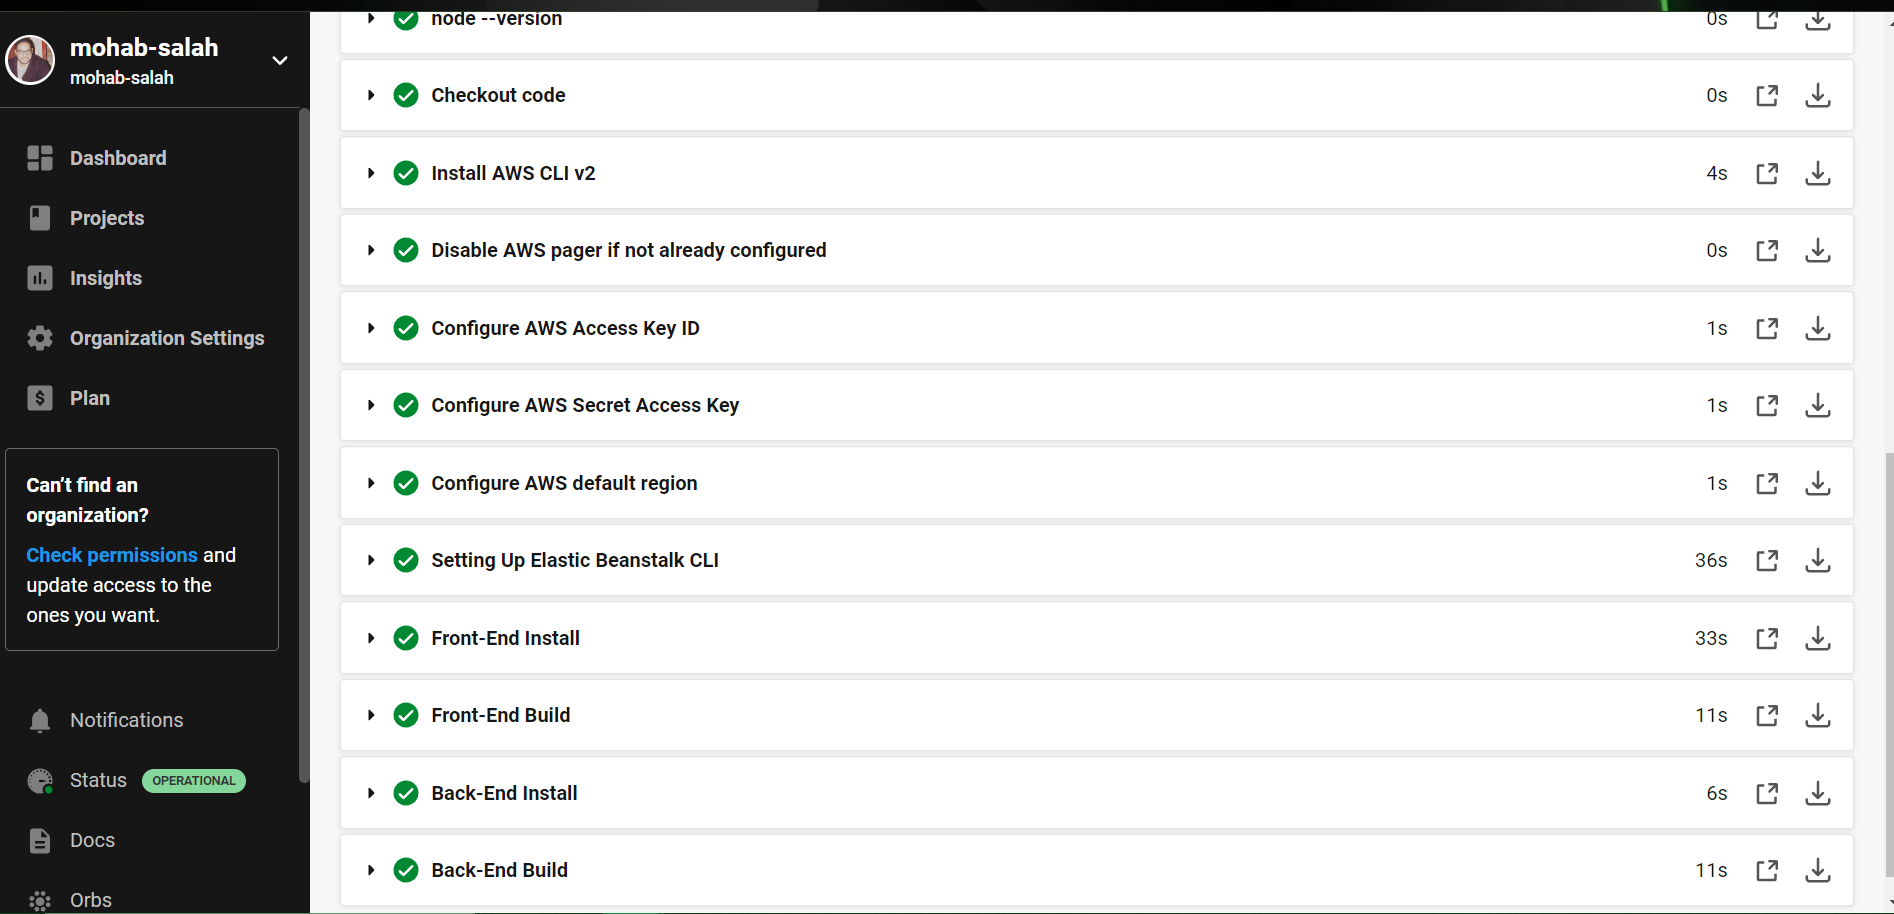 mohab-salah
mohab-salah
Dashboard
Projects
Insights
Organization Settings
Plan
Can’t find an
organization?
Check permissions and
update access to the
ones you want.
Notifications
Status OPERATIONAL
Docs
Orbs
node --version 0s
Checkout code 0s
Install AWS CLI v2 4s
Disable AWS pager if not already configured 0s
Configure AWS Access Key ID 1s
Configure AWS Secret Access Key 1s
Configure AWS default region 1s
Setting Up Elastic Beanstalk CLI 36s
Front-End Install 33s
Front-End Build 11s
Back-End Install 6s
Back-End Build 11s